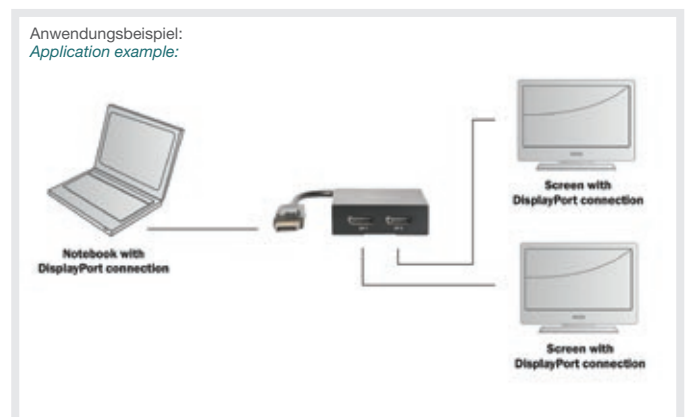 Anwendungsbeispiel:
Application example:
Notebook with
DisplayPort connection
Screen with
DisplayPort connection
Screen with
DisplayPort connection